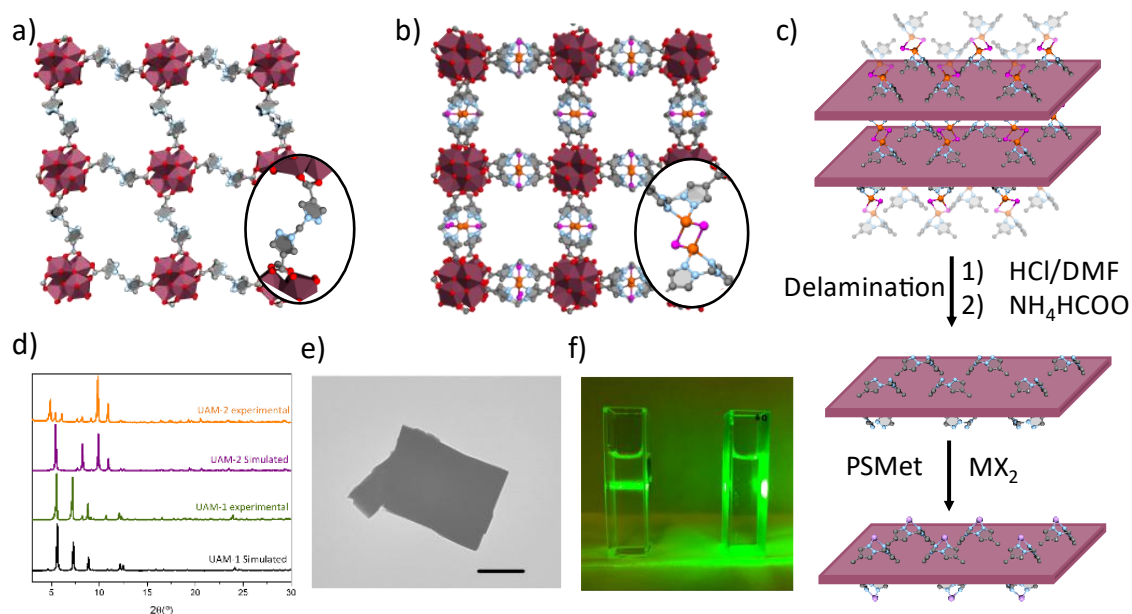 a)
b)
c)
Delamination
1) HCl/DMF
2) NH₄HCOO
d)
e)
f)
UAM-2 experimental
UAM-2 Simulated
UAM-1 experimental
UAM-1 Simulated
5 10 15 20 25 30
2θ(º)
PSMet
MX₂